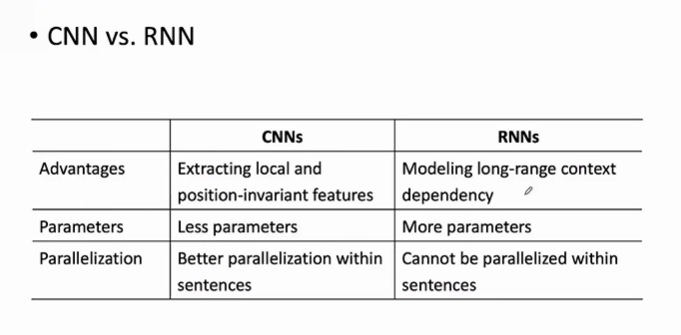 • CNN vs. RNN
CNNs RNNs
Advantages Extracting local and Modeling long-range context
position-invariant features dependency
Parameters Less parameters More parameters
Parallelization Better parallelization within Cannot be parallelized within
sentences sentences